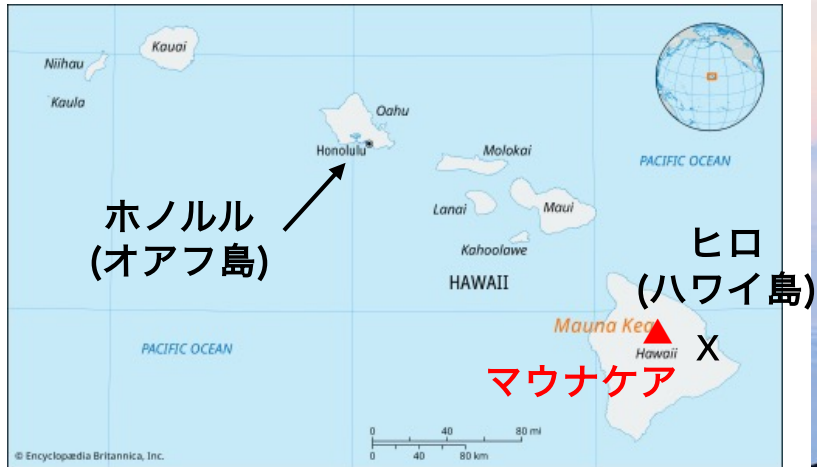 Kauai
Niihau
Kaula
Oahu
Honolulu
Molokai
PACIFIC OCEAN
ホノルル
(オアフ島)
Lanai
Maui
Kahoolawe
ヒロ
(ハワイ島)
HAWAII
Mauna Kea
PACIFIC OCEAN
Hawaii
X
マウナケア
0 40 80 mi
0 40 80 km
© Encyclopædia Britannica, Inc.